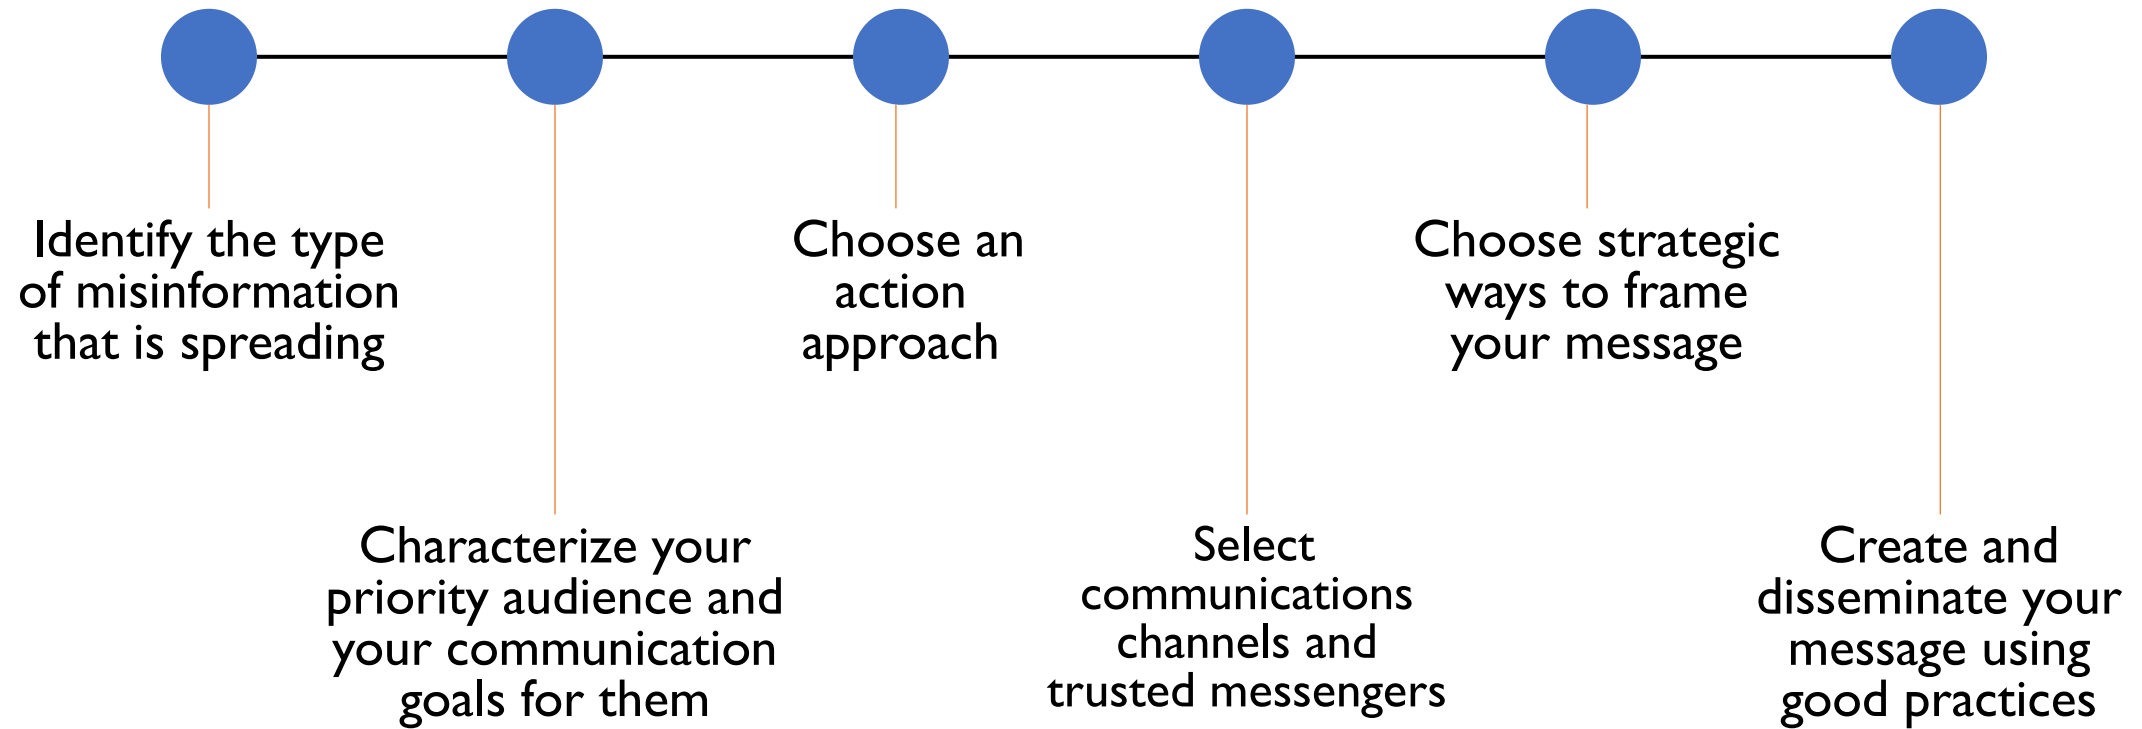 Identify the type
of misinformation
that is spreading
Characterize your
priority audience and
your communication
goals for them
Choose an
action
approach
Select
communications
channels and
trusted messengers
Choose strategic
ways to frame
your message
Create and
disseminate your
message using
good practices